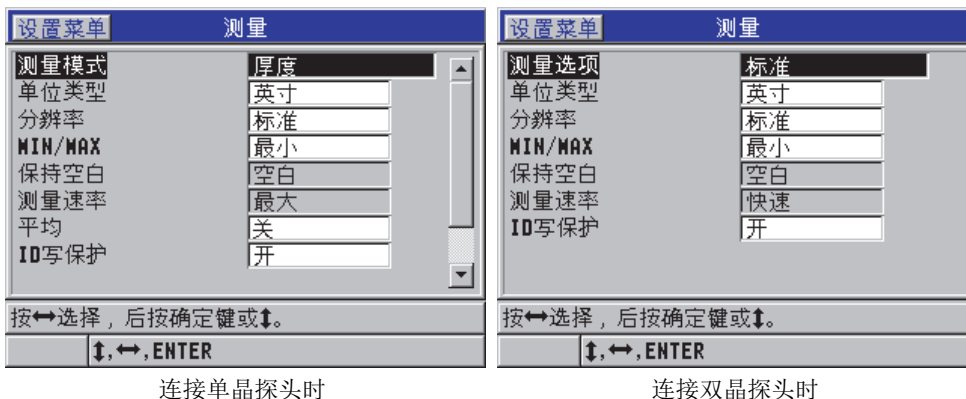 设置菜单 测量
测量模式 厚度
单位类型 英寸
分辨率 标准
MIN/MAX 最小
保持空白 空白
测量速率 最大
平均 关
ID写保护 开
按↔选择，后按确定键或↕。
↕,↔,ENTER
连接单晶探头时
设置菜单 测量
测量选项 标准
单位类型 英寸
分辨率 标准
MIN/MAX 最小
保持空白 空白
测量速率 快速
ID写保护 开
按↔选择，后按确定键或↕。
↕,↔,ENTER
连接双晶探头时